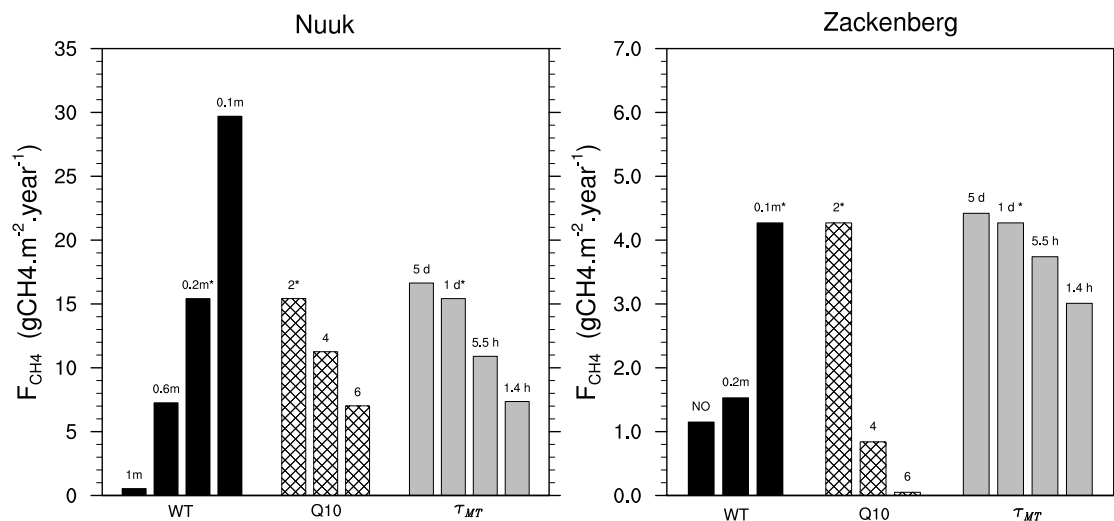 Nuuk
F_CH4 (gCH4.m^-2.year^-1)
35
30
25
20
15
10
5
0
1m
0.6m
0.2m*
0.1m
2*
4
6
5 d
1 d*
5.5 h
1.4 h
WT
Q10
τ_MT
Zackenberg
F_CH4 (gCH4.m^-2.year^-1)
7.0
6.0
5.0
4.0
3.0
2.0
1.0
0.0
NO
0.2m
0.1m*
2*
4
6
5 d
1 d *
5.5 h
1.4 h
WT
Q10
τ_MT